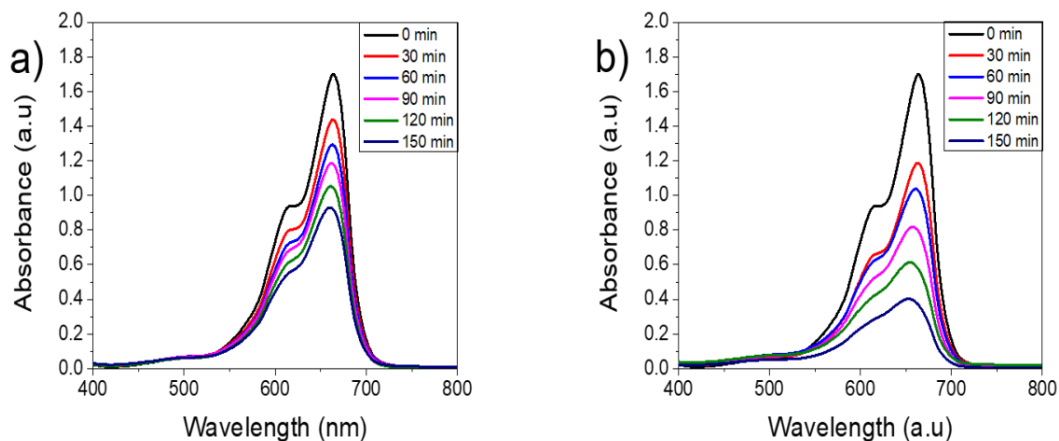 a)
2.0
1.8
1.6
1.4
1.2
1.0
0.8
0.6
0.4
0.2
0.0
Absorbance (a.u)
400 500 600 700 800
Wavelength (nm)
0 min
30 min
60 min
90 min
120 min
150 min
b)
2.0
1.8
1.6
1.4
1.2
1.0
0.8
0.6
0.4
0.2
0.0
Absorbance (a.u)
400 500 600 700 800
Wavelength (a.u)
0 min
30 min
60 min
90 min
120 min
150 min